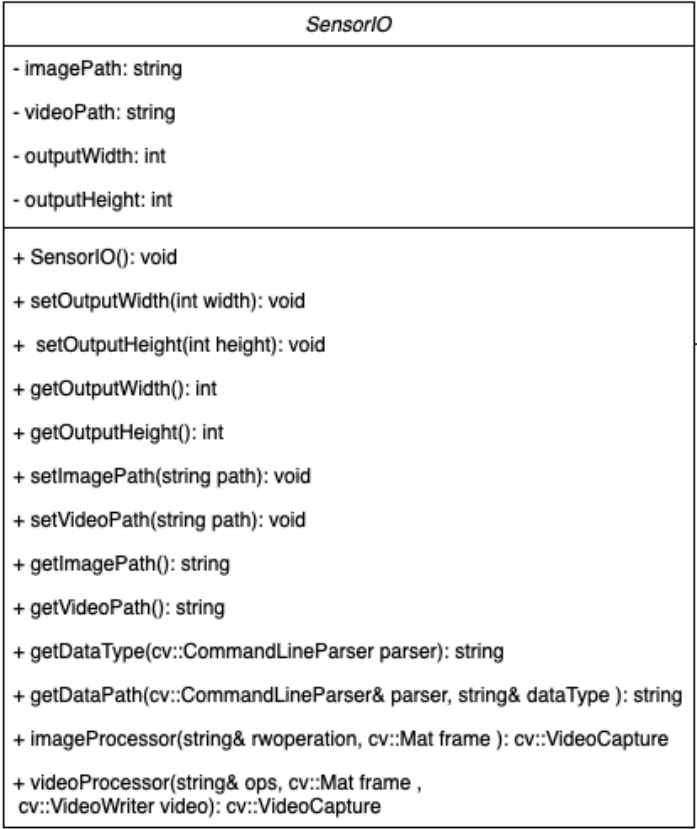 SensorIO
- imagePath: string
- videoPath: string
- outputWidth: int
- outputHeight: int
+ SensorIO(): void
+ setOutputWidth(int width): void
+  setOutputHeight(int height): void
+ getOutputWidth(): int
+ getOutputHeight(): int
+ setImagePath(string path): void
+ setVideoPath(string path): void
+ getImagePath(): string
+ getVideoPath(): string
+ getDataType(cv::CommandLineParser parser): string
+ getDataPath(cv::CommandLineParser& parser, string& dataType ): string
+ imageProcessor(string& rwoperation, cv::Mat frame ): cv::VideoCapture
+ videoProcessor(string& ops, cv::Mat frame ,
cv::VideoWriter video): cv::VideoCapture